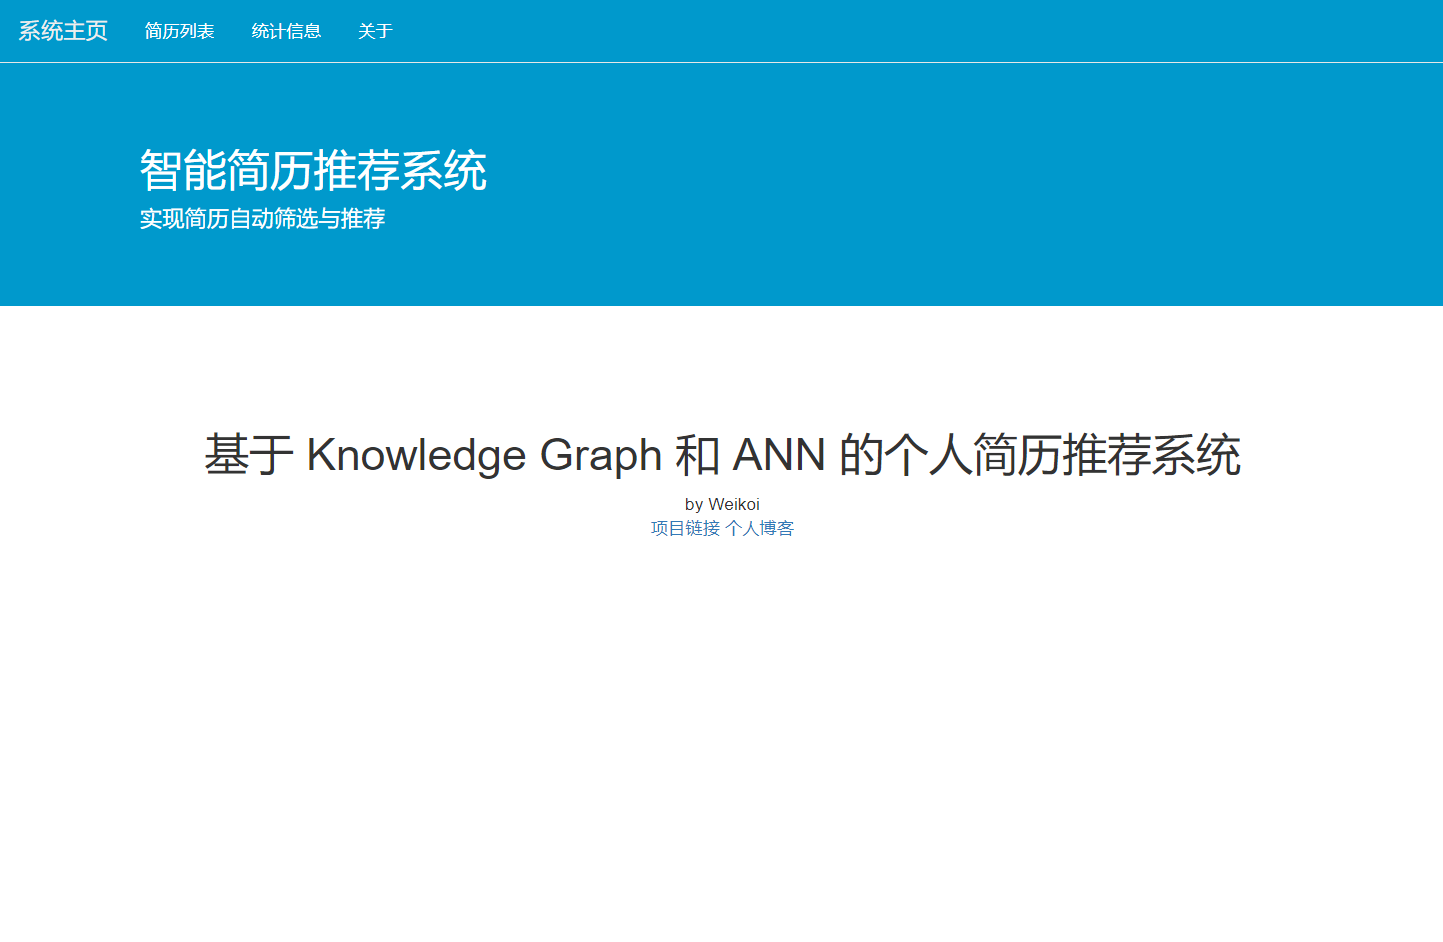 系统主页 简历列表 统计信息 关于
智能简历推荐系统
实现简历自动筛选与推荐
基于 Knowledge Graph 和 ANN 的个人简历推荐系统
by Weikoi
项目链接 个人博客